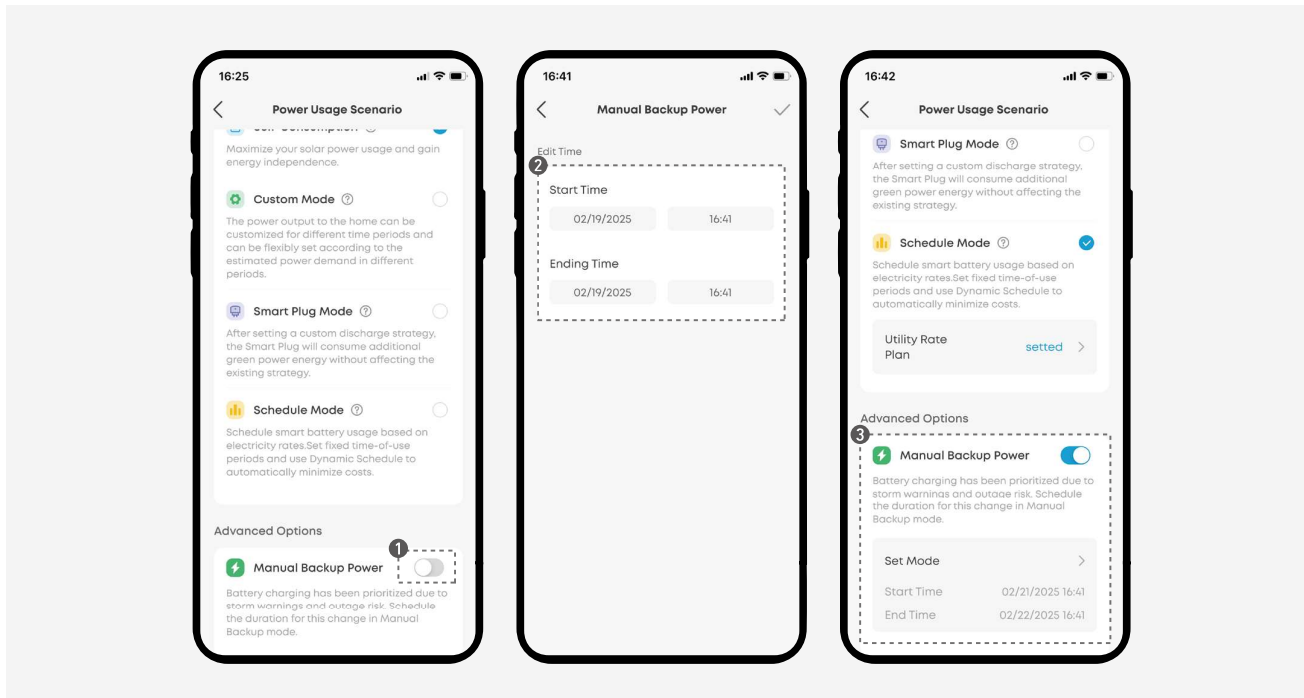 16:25
Power Usage Scenario
Self-Consumption
Maximize your solar power usage and gain
energy independence.
Custom Mode ?
The power output to the home can be
customized for different time periods and
can be flexibly set according to the
estimated power demand in different
periods.
Smart Plug Mode ?
After setting a custom discharge strategy,
the Smart Plug will consume additional
green power energy without affecting the
existing strategy.
Schedule Mode ?
Schedule smart battery usage based on
electricity rates.Set fixed time-of-use
periods and use Dynamic Schedule to
automatically minimize costs.
Advanced Options
1
Manual Backup Power
Battery charging has been prioritized due to
storm warnings and outage risk. Schedule
the duration for this change in Manual
Backup mode.
16:41
Manual Backup Power
Edit Time
2
Start Time
02/19/2025 16:41
Ending Time
02/19/2025 16:41
16:42
Power Usage Scenario
Smart Plug Mode ?
After setting a custom discharge strategy,
the Smart Plug will consume additional
green power energy without affecting the
existing strategy.
Schedule Mode ?
Schedule smart battery usage based on
electricity rates.Set fixed time-of-use
periods and use Dynamic Schedule to
automatically minimize costs.
Utility Rate
Plan
setted
Advanced Options
3
Manual Backup Power
Battery charging has been prioritized due to
storm warnings and outage risk. Schedule
the duration for this change in Manual
Backup mode.
Set Mode
Start Time 02/21/2025 16:41
End Time 02/22/2025 16:41